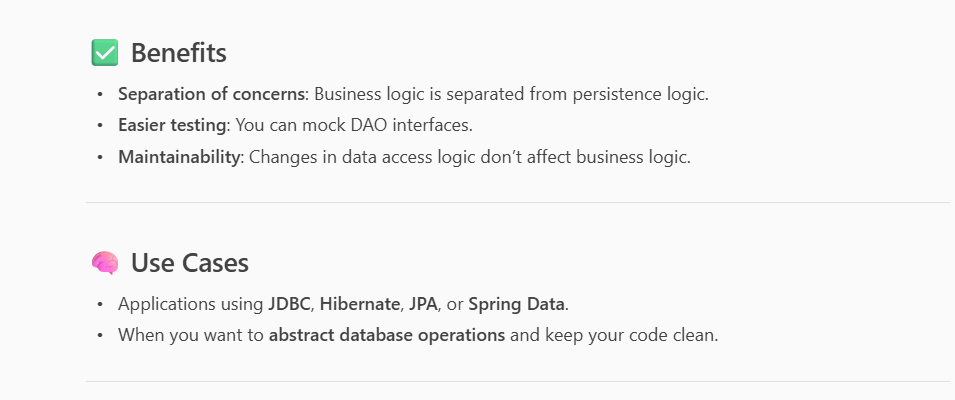 ✅ Benefits
• Separation of concerns: Business logic is separated from persistence logic.
• Easier testing: You can mock DAO interfaces.
• Maintainability: Changes in data access logic don’t affect business logic.
🧠 Use Cases
• Applications using JDBC, Hibernate, JPA, or Spring Data.
• When you want to abstract database operations and keep your code clean.